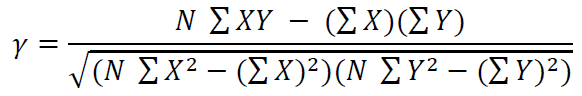 γ = N ∑ XY − (∑ X)(∑ Y) / √(N ∑ X² − (∑ X)²)(N ∑ Y² − (∑ Y)²)